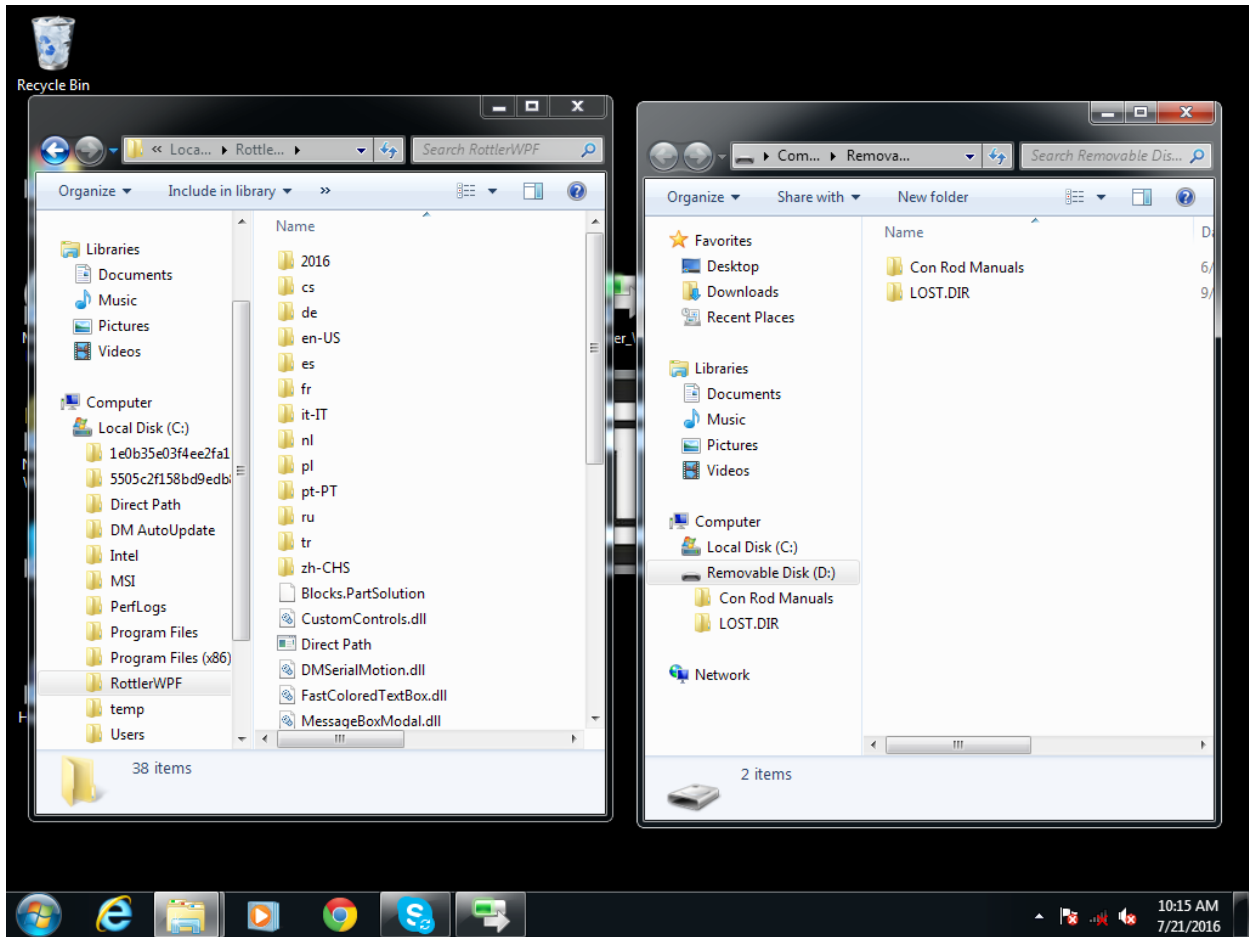 Recycle Bin
« Loca... Rottle...
Search RottlerWPF
Organize
Include in library
»
Libraries
Documents
Music
Pictures
Videos
Computer
Local Disk (C:)
1e0b35e03f4ee2fa1
5505c2f158bd9edb
Direct Path
DM AutoUpdate
Intel
MSI
PerfLogs
Program Files
Program Files (x86)
RottlerWPF
temp
Users
Name
2016
cs
de
en-US
es
fr
it-IT
nl
pl
pt-PT
ru
tr
zh-CHS
Blocks.PartSolution
CustomControls.dll
Direct Path
DMSerialMotion.dll
FastColoredTextBox.dll
MessageBoxModal.dll
38 items
er_
Com... Remova...
Search Removable Dis...
Organize
Share with
New folder
Favorites
Desktop
Downloads
Recent Places
Libraries
Documents
Music
Pictures
Videos
Computer
Local Disk (C:)
Removable Disk (D:)
Con Rod Manuals
LOST.DIR
Network
Name
Con Rod Manuals
6/
LOST.DIR
9/
2 items
10:15 AM
7/21/2016